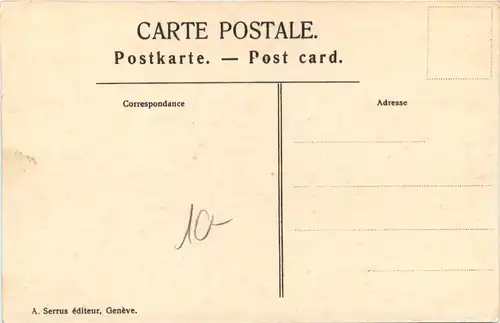 CARTE POSTALE.
Postkarte. — Post card.
Correspondance
Adresse
10-
A. Serrus éditeur, Genève.